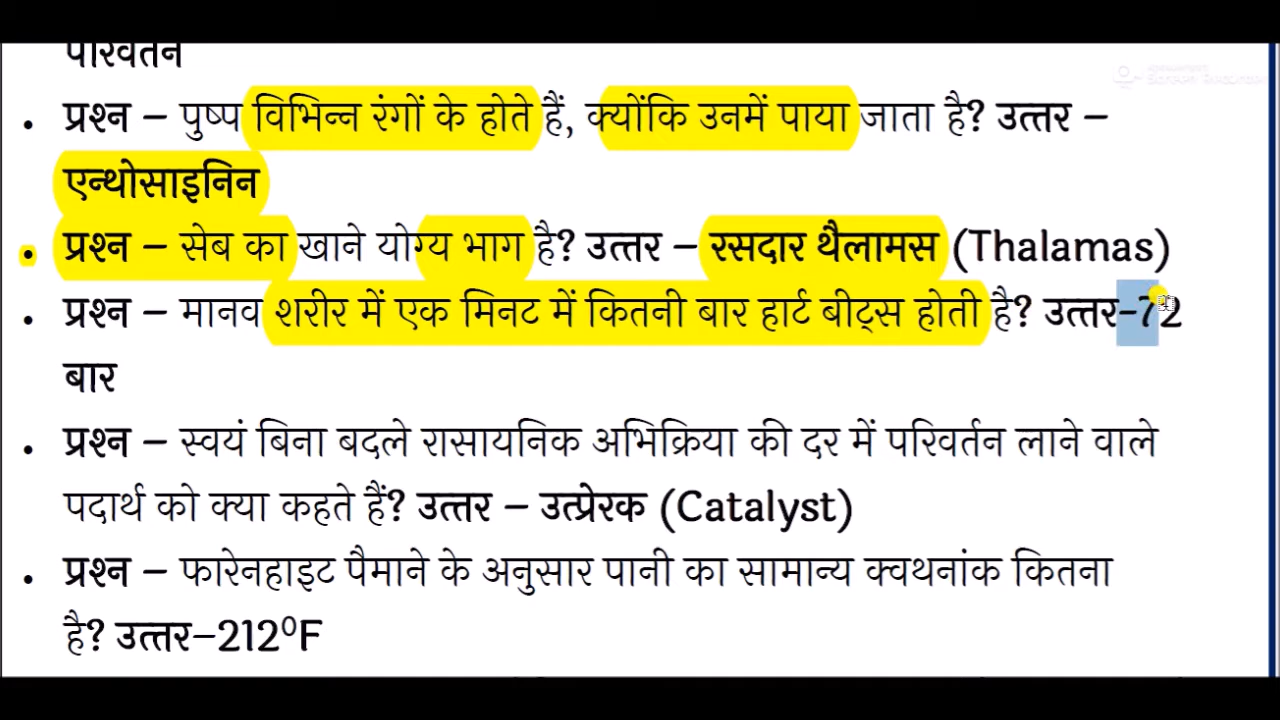 परिवर्तन
• प्रश्न – पुष्प विभिन्न रंगों के होते हैं, क्योंकि उनमें पाया जाता है? उत्तर –
एन्थोसाइनिन
• प्रश्न – सेब का खाने योग्य भाग है? उत्तर – रसदार थैलामस (Thalamas)
• प्रश्न – मानव शरीर में एक मिनट में कितनी बार हार्ट बीट्स होती है? उत्तर-72
बार
• प्रश्न – स्वयं बिना बदले रासायनिक अभिक्रिया की दर में परिवर्तन लाने वाले
पदार्थ को क्या कहते हैं? उत्तर – उत्प्रेरक (Catalyst)
• प्रश्न – फारेनहाइट पैमाने के अनुसार पानी का सामान्य क्वथनांक कितना
है? उत्तर–212⁰F